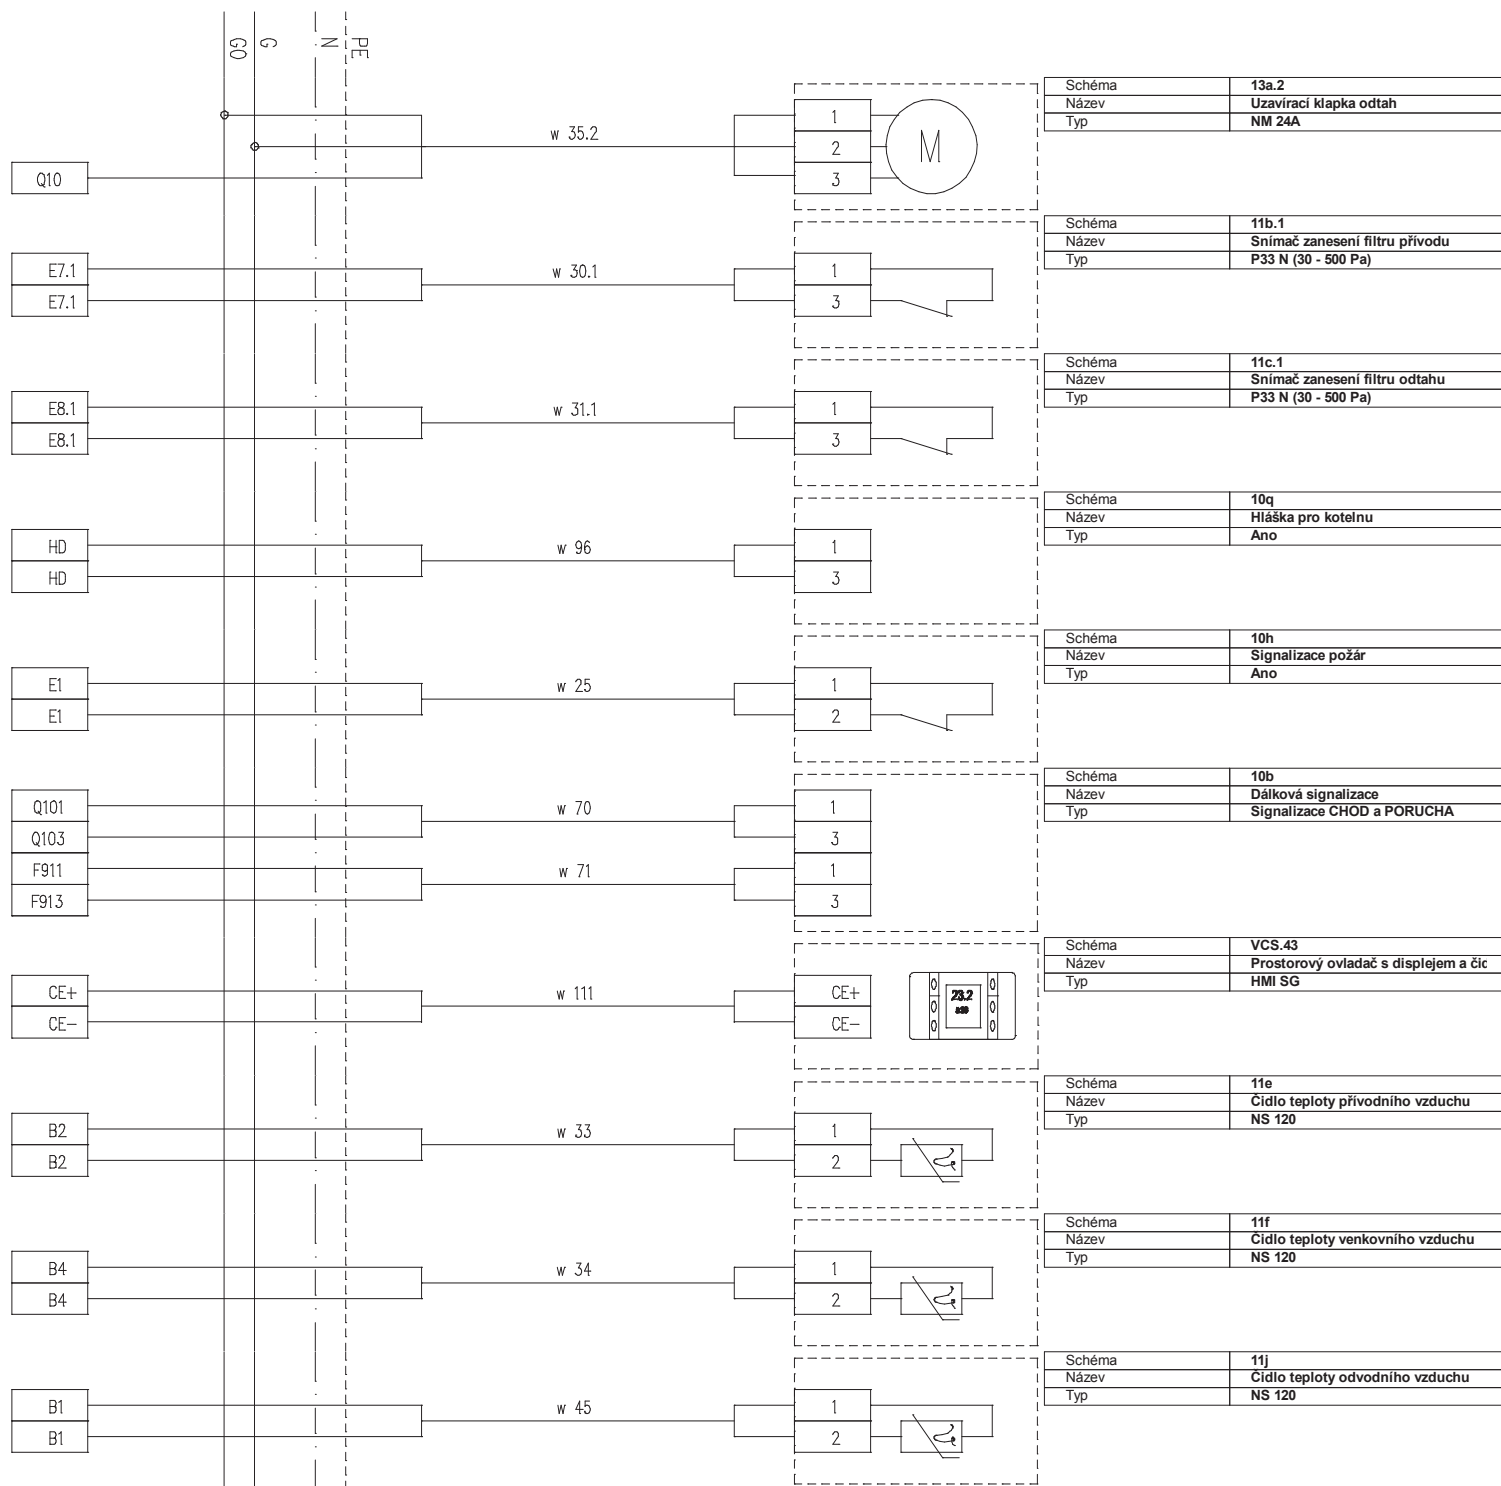 G0 G N PE
Schéma 13a.2
Název Uzavírací klapka odtah
Typ NM 24A
1
w 35.2
2
M
Q10
3
Schéma 11b.1
Název Snímač zanesení filtru přívodu
Typ P33 N (30 - 500 Pa)
E7.1
w 30.1
1
E7.1
3
Schéma 11c.1
Název Snímač zanesení filtru odtahu
Typ P33 N (30 - 500 Pa)
E8.1
w 31.1
1
E8.1
3
Schéma 10q
Název Hláška pro kotelnu
Typ Ano
HD
w 96
1
HD
3
Schéma 10h
Název Signalizace požár
Typ Ano
E1
w 25
1
E1
2
Schéma 10b
Název Dálková signalizace
Typ Signalizace CHOD a PORUCHA
Q101
w 70
1
Q103
3
F911
w 71
1
F913
3
Schéma VCS.43
Název Prostorový ovladač s displejem a čic
Typ HMI SG
CE+
w 111
CE+
23.2
CE–
CE–
Schéma 11e
Název Čidlo teploty přívodního vzduchu
Typ NS 120
B2
w 33
1
B2
2
Schéma 11f
Název Čidlo teploty venkovního vzduchu
Typ NS 120
B4
w 34
1
B4
2
Schéma 11j
Název Čidlo teploty odvodního vzduchu
Typ NS 120
B1
w 45
1
B1
2